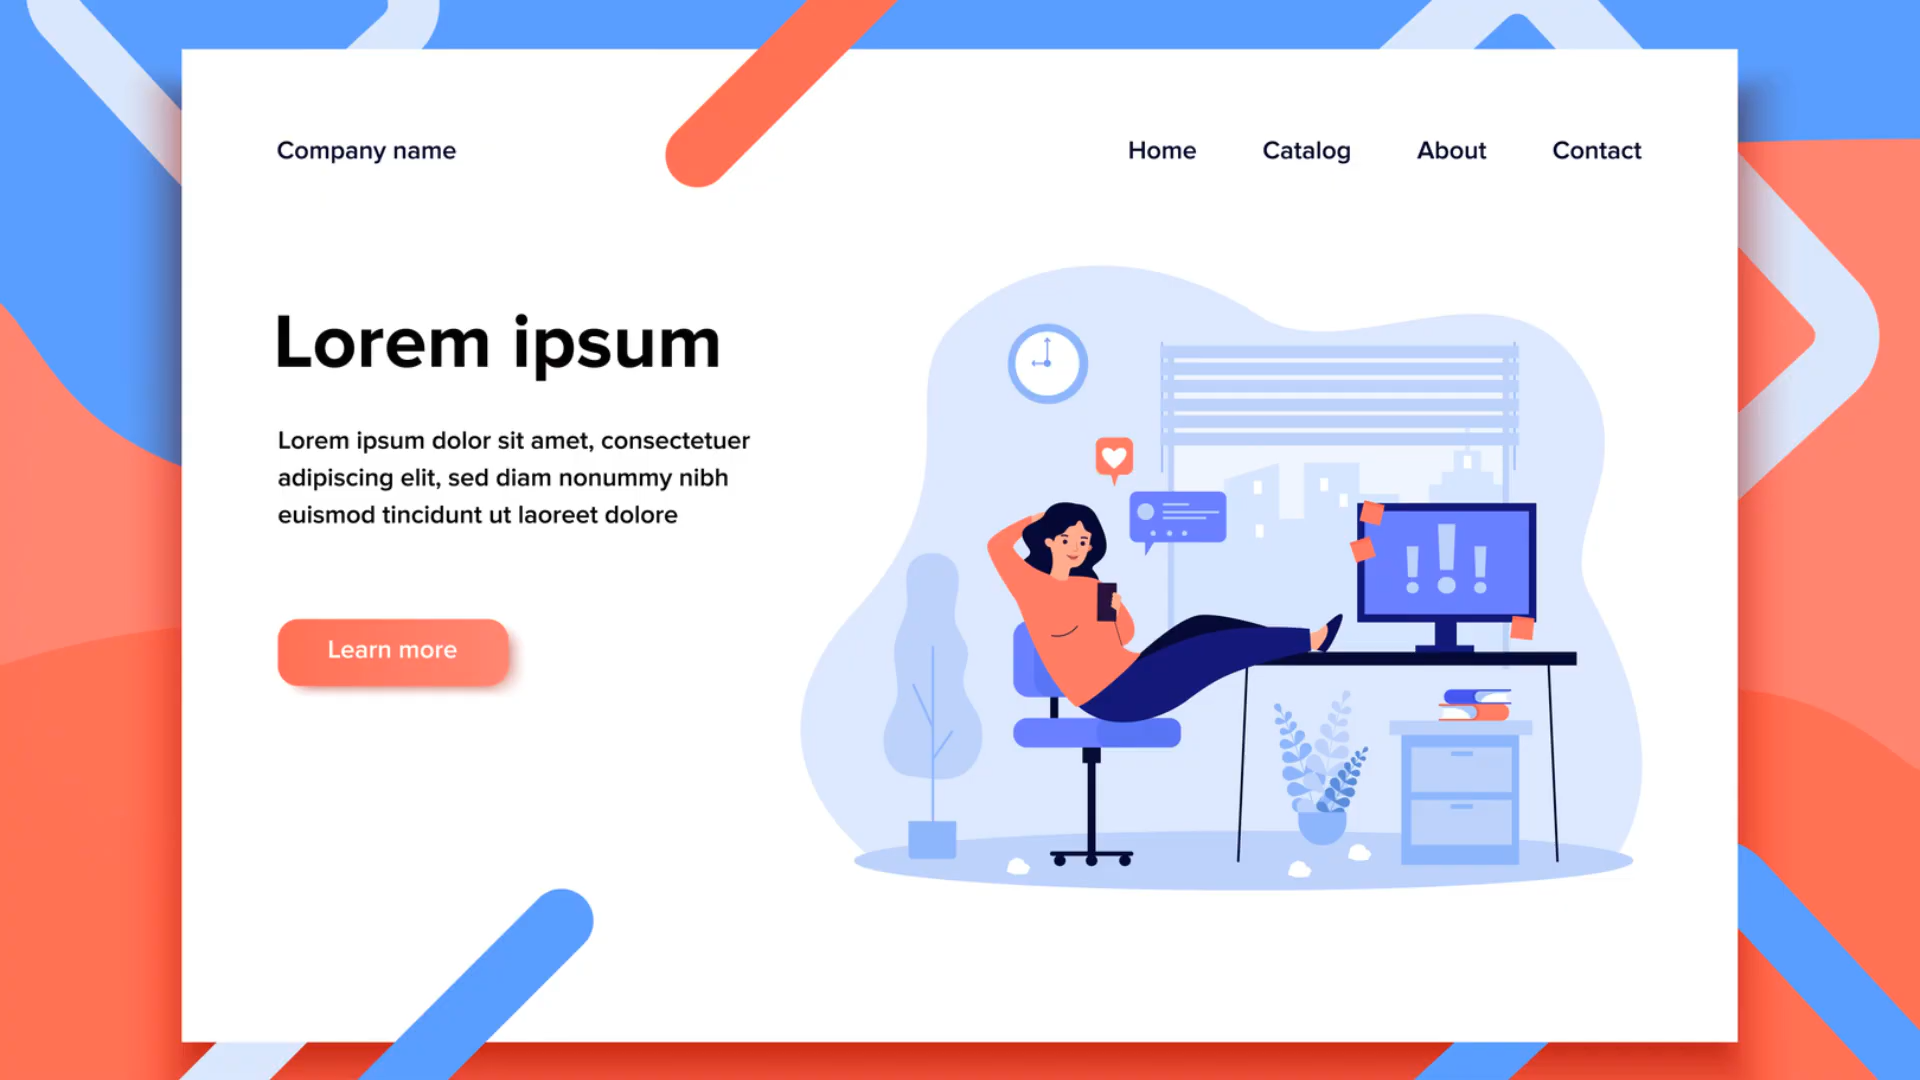 Company name
Home Catalog About Contact
Lorem ipsum
Lorem ipsum dolor sit amet, consectetuer
adipiscing elit, sed diam nonummy nibh
euismod tincidunt ut laoreet dolore
Learn more
!!!